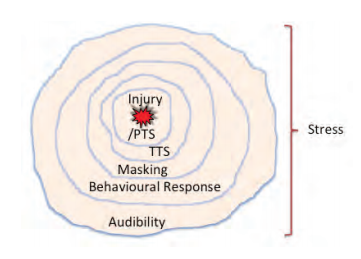 Injury
/PTS
TTS
Masking
Behavioural Response
Audibility
Stress